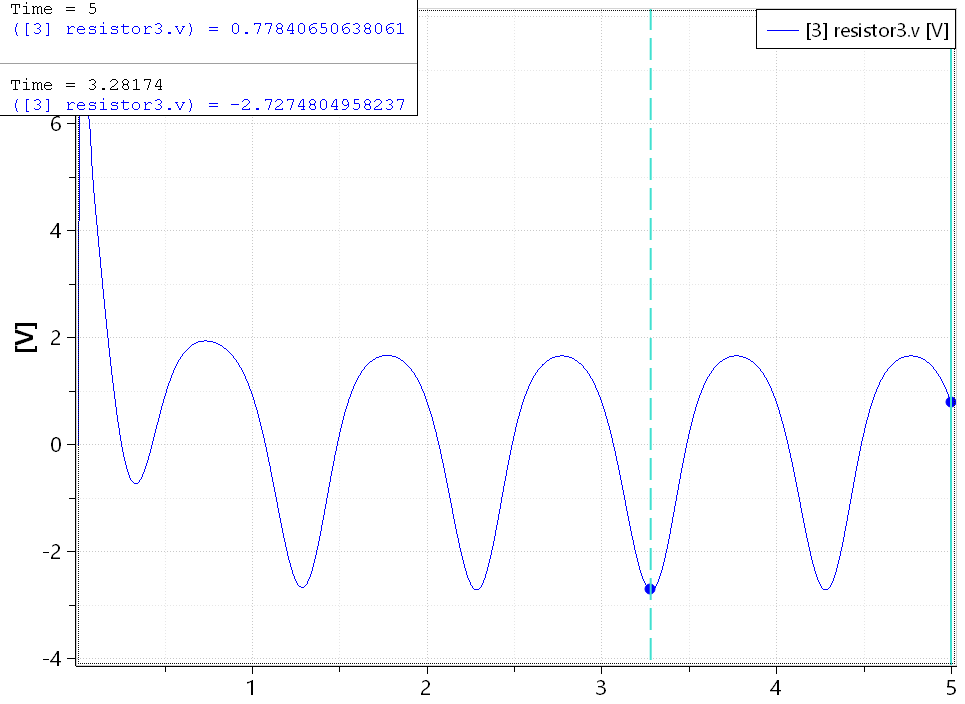 Time = 5
([3] resistor3.v) = 0.77840650638061
Time = 3.28174
([3] resistor3.v) = -2.7274804958237
[3] resistor3.v [V]
6
4
2
0
-2
-4
[V]
1
2
3
4
5